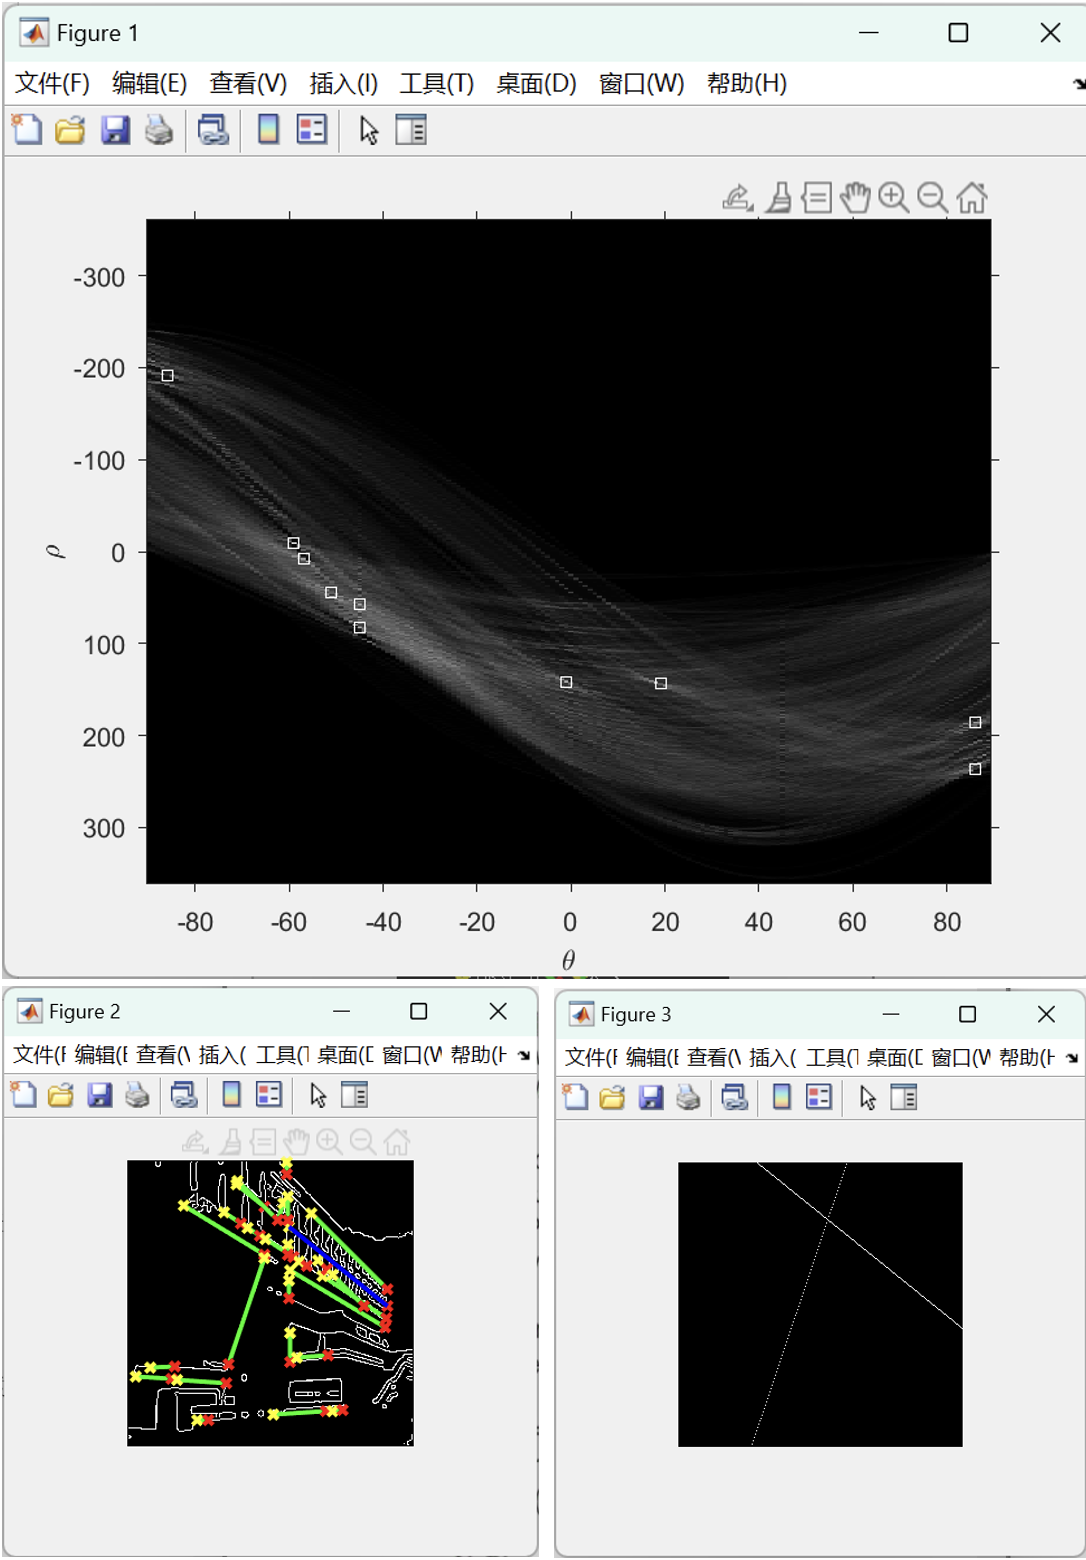 Figure 1
文件(F) 编辑(E) 查看(V) 插入(I) 工具(T) 桌面(D) 窗口(W) 帮助(H)
-300
-200
-100
0
100
200
300
ρ
-80 -60 -40 -20 0 20 40 60 80
θ
Figure 2
文件(F 编辑(E 查看(V 插入( 工具(T 桌面(D 窗口(W 帮助(H
Figure 3
文件(F 编辑(E 查看(V 插入( 工具(T 桌面(D 窗口(W 帮助(H